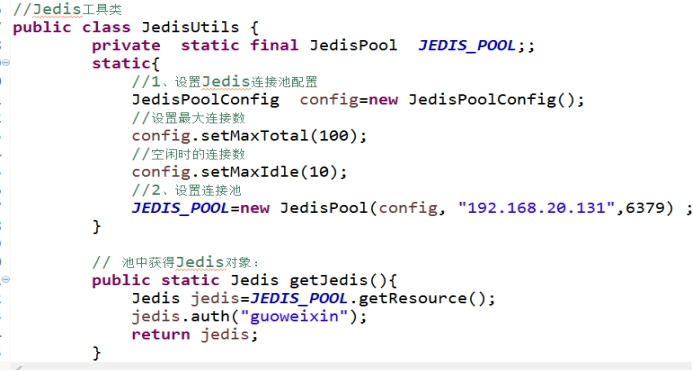 //Jedis工具类
public class JedisUtils {
private  static final JedisPool  JEDIS_POOL;;
static{
//1、设置Jedis连接池配置
JedisPoolConfig  config=new JedisPoolConfig();
//设置最大连接数
config.setMaxTotal(100);
//空闲时的连接数
config.setMaxIdle(10);
//2、设置连接池
JEDIS_POOL=new JedisPool(config, "192.168.20.131",6379) ;
}
// 池中获得Jedis对象:
public static Jedis getJedis(){
Jedis jedis=JEDIS_POOL.getResource();
jedis.auth("guoweixin");
return jedis;
}